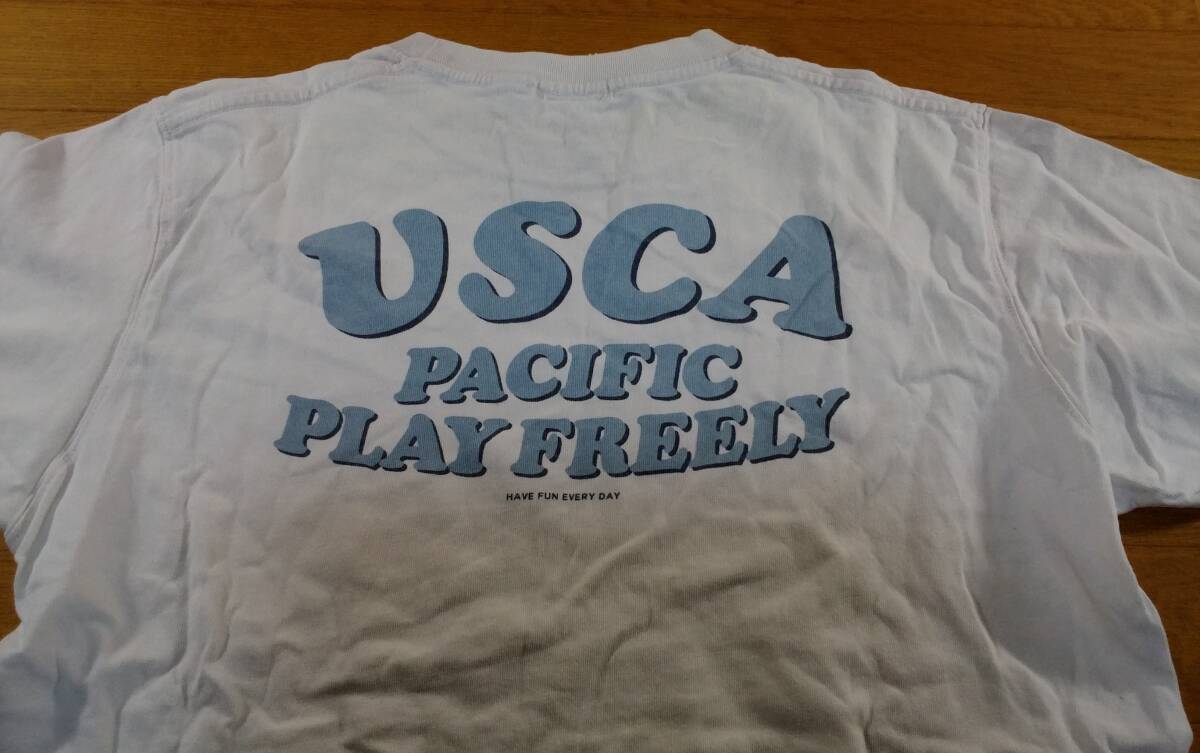 USCA
PACIFIC
PLAY FREELY
HAVE FUN EVERY DAY